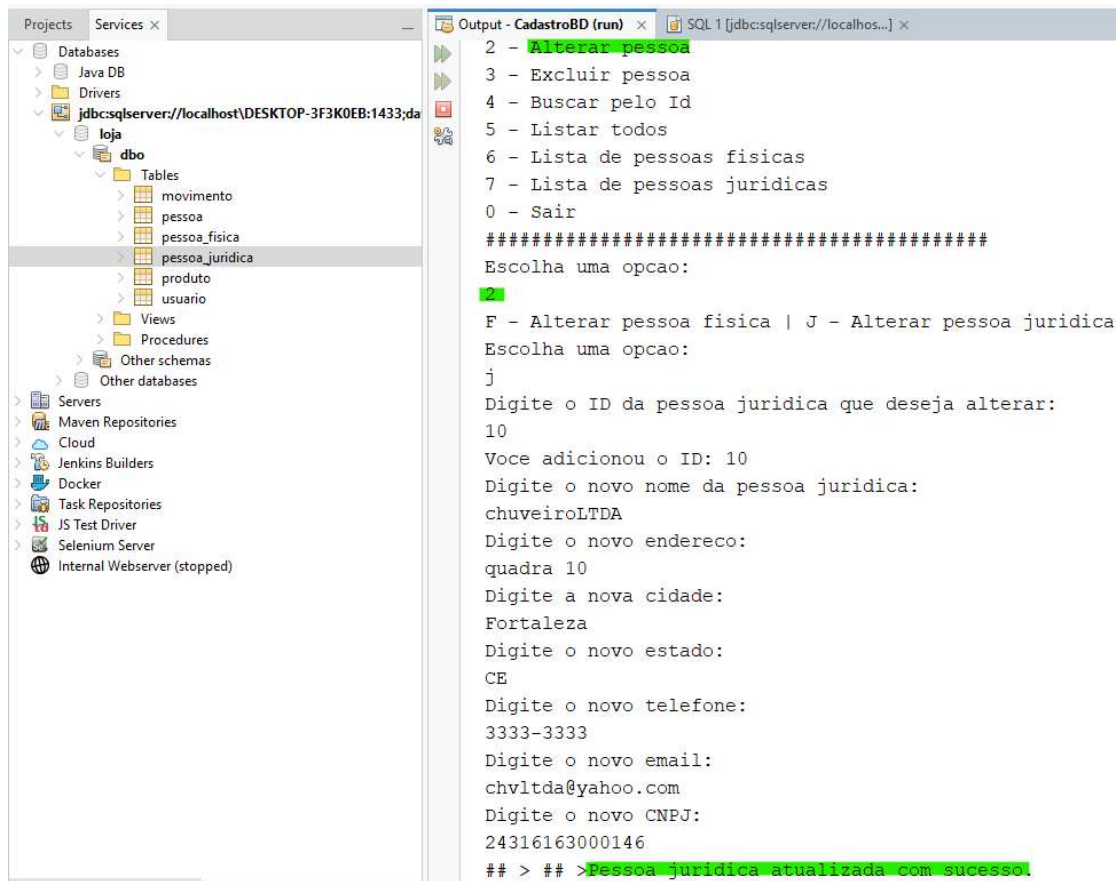 Projects
Services ×
Databases
Java DB
Drivers
jdbc:sqlserver://localhost\DESKTOP-3F3K0EB:1433;da
loja
dbo
Tables
movimento
pessoa
pessoa_fisica
pessoa_juridica
produto
usuario
Views
Procedures
Other schemas
Other databases
Servers
Maven Repositories
Cloud
Jenkins Builders
Docker
Task Repositories
JS Test Driver
Selenium Server
Internal Webserver (stopped)
Output - CadastroBD (run) ×
SQL 1 [jdbc:sqlserver://localhos...] ×
2 - Alterar pessoa
3 - Excluir pessoa
4 - Buscar pelo Id
5 - Listar todos
6 - Lista de pessoas fisicas
7 - Lista de pessoas juridicas
0 - Sair
############################################
Escolha uma opcao:
2
F - Alterar pessoa fisica | J - Alterar pessoa juridica
Escolha uma opcao:
j
Digite o ID da pessoa juridica que deseja alterar:
10
Voce adicionou o ID: 10
Digite o novo nome da pessoa juridica:
chuveiroLTDA
Digite o novo endereco:
quadra 10
Digite a nova cidade:
Fortaleza
Digite o novo estado:
CE
Digite o novo telefone:
3333-3333
Digite o novo email:
chvltda@yahoo.com
Digite o novo CNPJ:
24316163000146
## > ## >Pessoa juridica atualizada com sucesso.